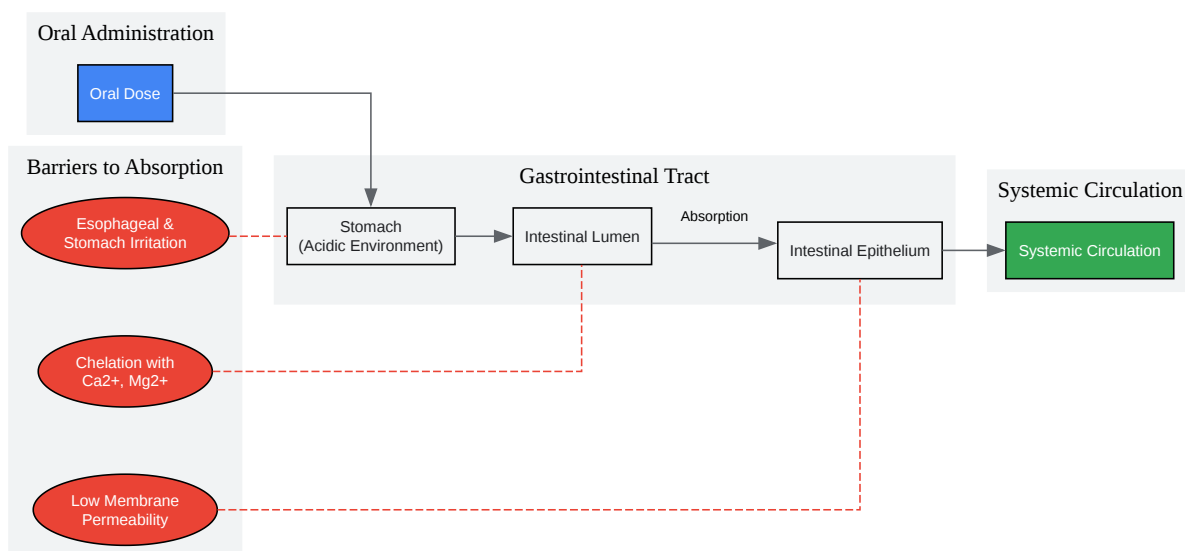 Oral Administration
Oral Dose
Barriers to Absorption
Esophageal &
Stomach Irritation
Chelation with
Ca2+, Mg2+
Low Membrane
Permeability
Gastrointestinal Tract
Stomach
(Acidic Environment)
Intestinal Lumen
Absorption
Intestinal Epithelium
Systemic Circulation
Systemic Circulation